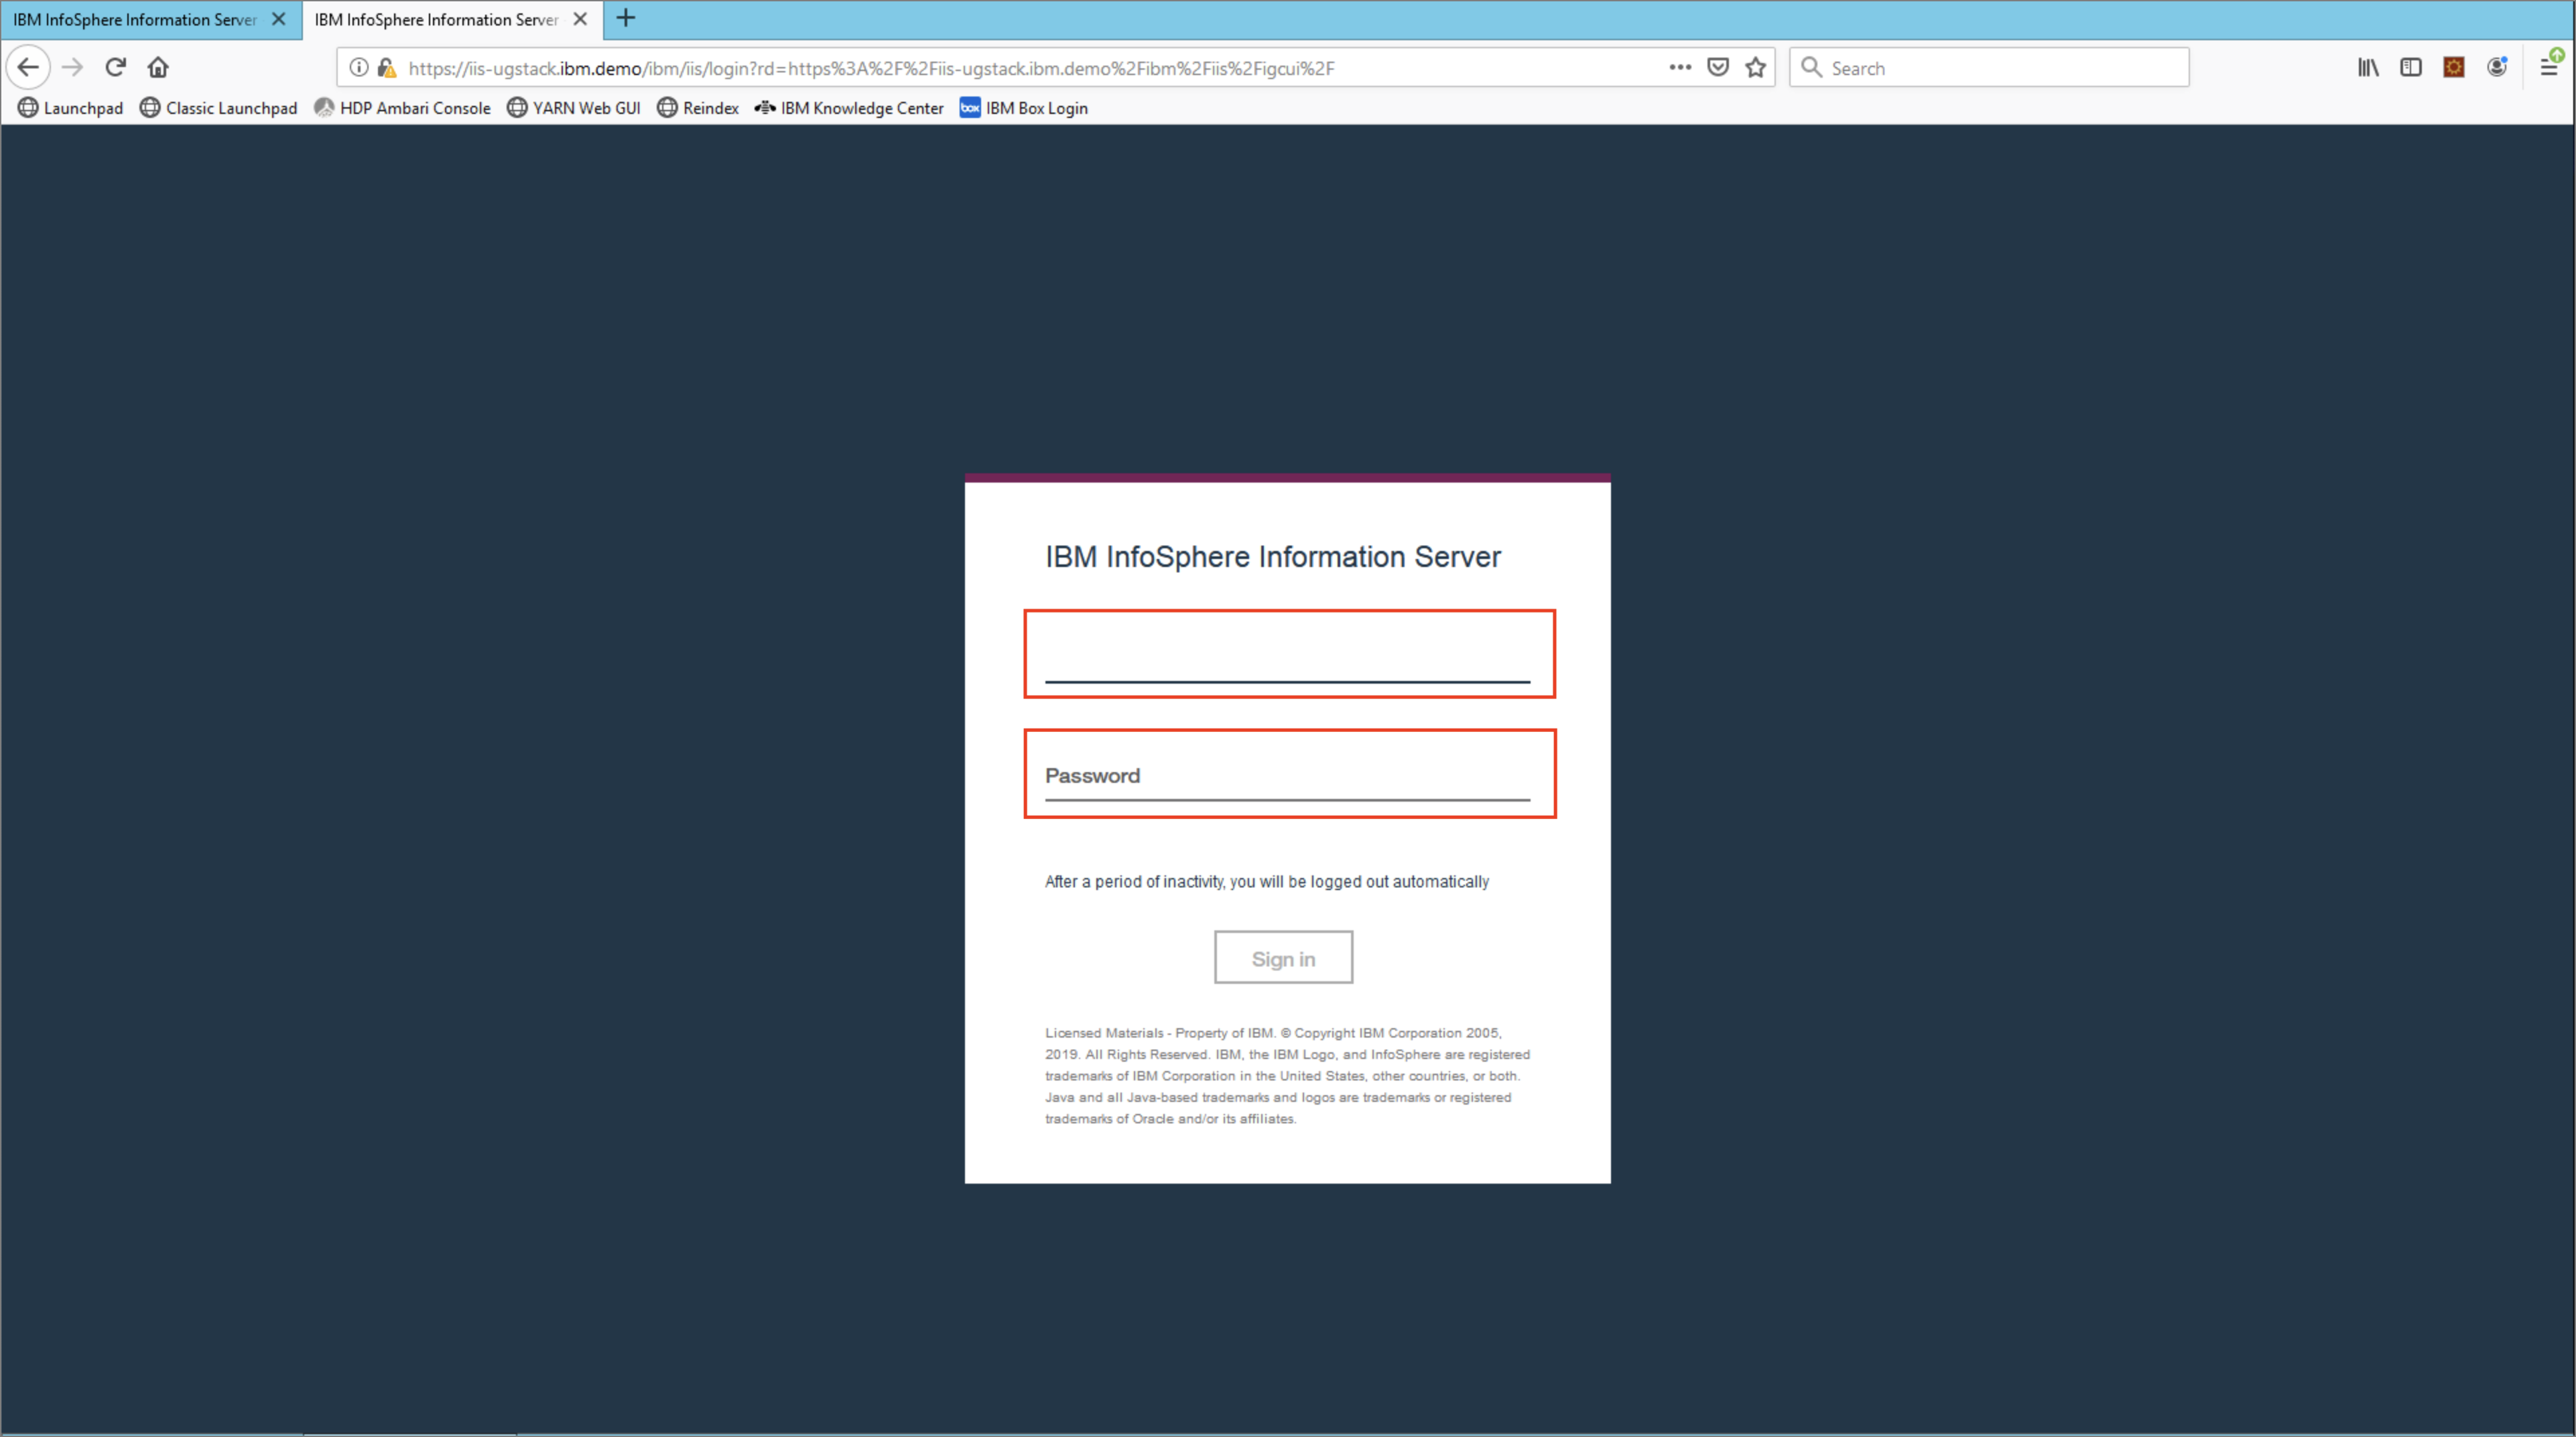 IBM InfoSphere Information Server
IBM InfoSphere Information Server
https://iis-ugstack.ibm.demo/ibm/iis/login?rd=https%3A%2F%2Fiis-ugstack.ibm.demo%2Fibm%2Fiis%2Figcui%2F
Search
Launchpad
Classic Launchpad
HDP Ambari Console
YARN Web GUI
Reindex
IBM Knowledge Center
box
IBM Box Login
IBM InfoSphere Information Server
Password
After a period of inactivity, you will be logged out automatically
Sign in
Licensed Materials - Property of IBM. © Copyright IBM Corporation 2005,
2019. All Rights Reserved. IBM, the IBM Logo, and InfoSphere are registered
trademarks of IBM Corporation in the United States, other countries, or both.
Java and all Java-based trademarks and logos are trademarks or registered
trademarks of Oracle and/or its affiliates.